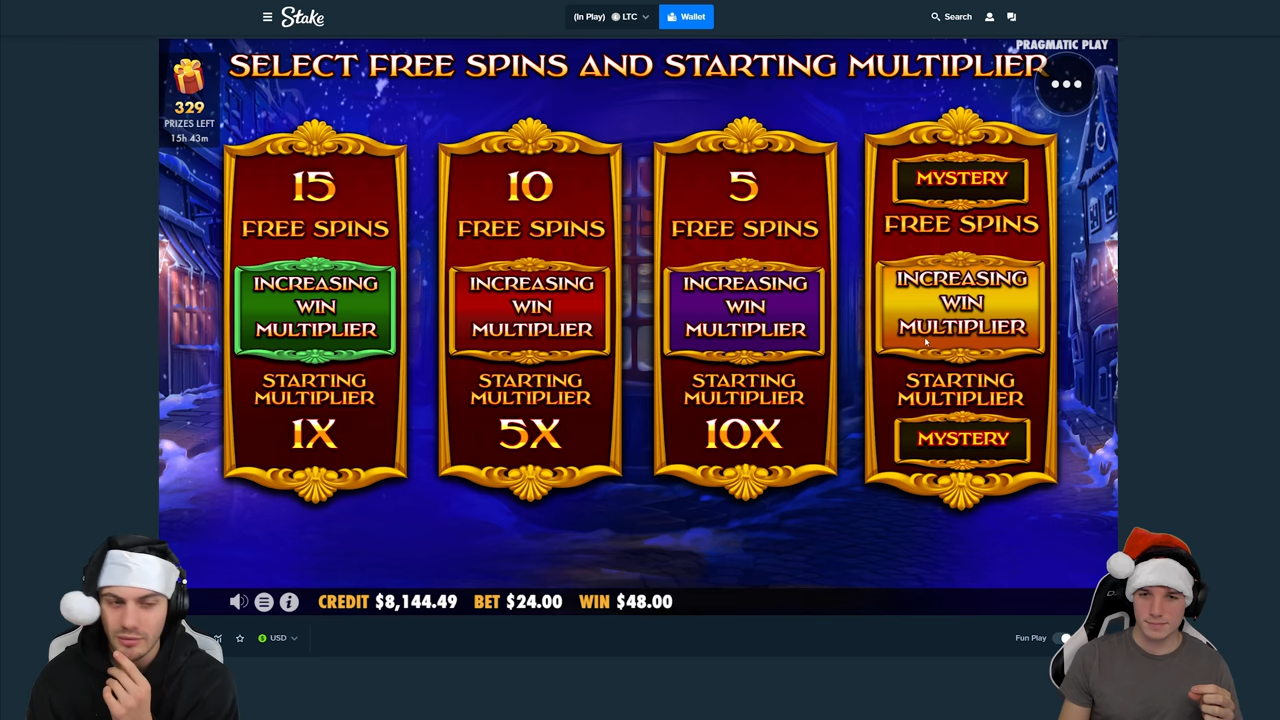 Stake
(In Play) LTC
Wallet
Search
PRAGMATIC PLAY
SELECT FREE SPINS AND STARTING MULTIPLIER
329
PRIZES LEFT
15h 43m
15
FREE SPINS
INCREASING
WIN
MULTIPLIER
STARTING
MULTIPLIER
1X
10
FREE SPINS
INCREASING
WIN
MULTIPLIER
STARTING
MULTIPLIER
5X
5
FREE SPINS
INCREASING
WIN
MULTIPLIER
STARTING
MULTIPLIER
10X
MYSTERY
FREE SPINS
INCREASING
WIN
MULTIPLIER
STARTING
MULTIPLIER
MYSTERY
CREDIT $8,144.49 BET $24.00 WIN $48.00
USD
Fun Play